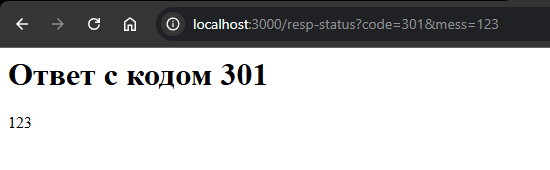 localhost:3000/resp-status?code=301&mess=123
Ответ с кодом 301
123